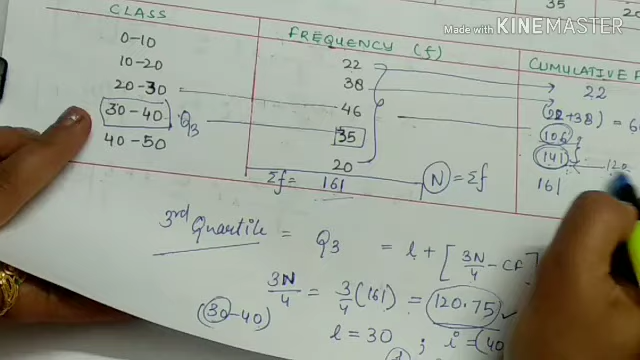 35
20
Made with KINEMASTER
CLASS FREQUENCY (f) CUMULATIVE F
0-10 22 22
10-20 38 (22+38) = 6
20-30 46 106
30-40 Q3 35 141
120
40-50 20 161
Σf = 161 N = Σf
3rd Quartile = Q3 = l + [ 3N/4 - CF ]
3N/4 = 3/4 (161) = 120.75 ✓
(30-40)
l = 30 ; i = (40